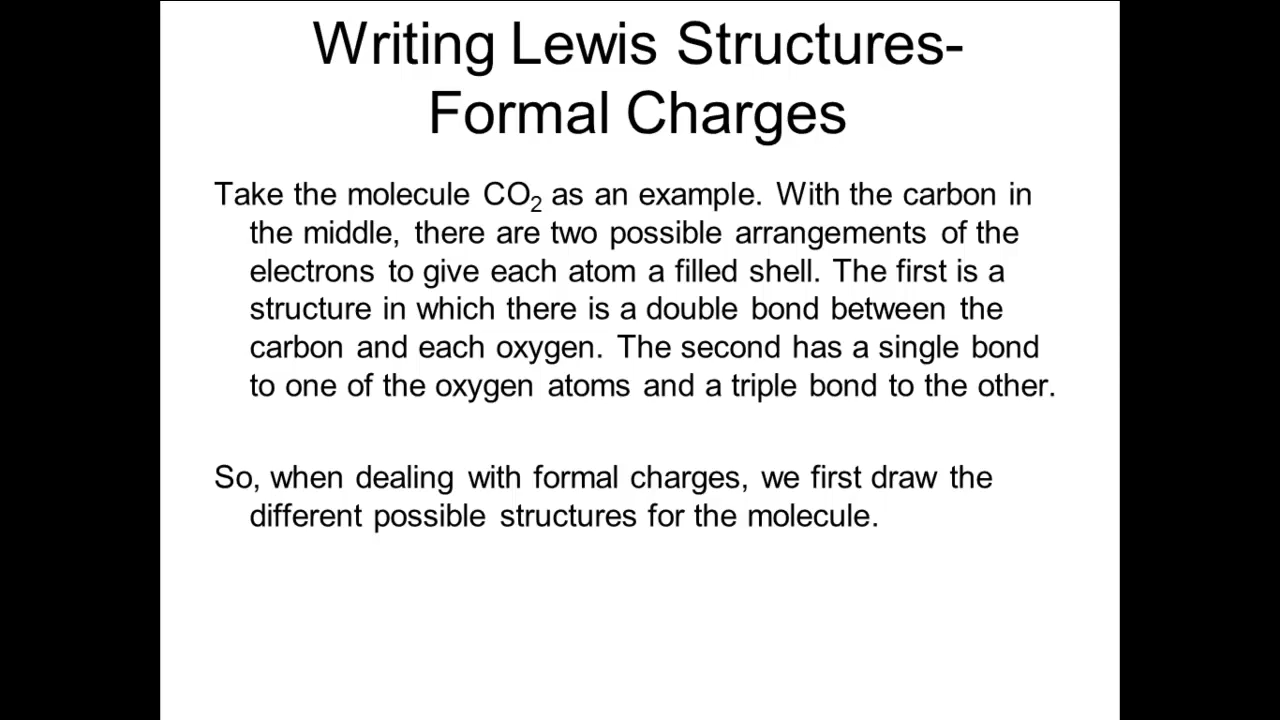 Writing Lewis Structures-
Formal Charges
Take the molecule CO₂ as an example. With the carbon in
the middle, there are two possible arrangements of the
electrons to give each atom a filled shell. The first is a
structure in which there is a double bond between the
carbon and each oxygen. The second has a single bond
to one of the oxygen atoms and a triple bond to the other.
So, when dealing with formal charges, we first draw the
different possible structures for the molecule.